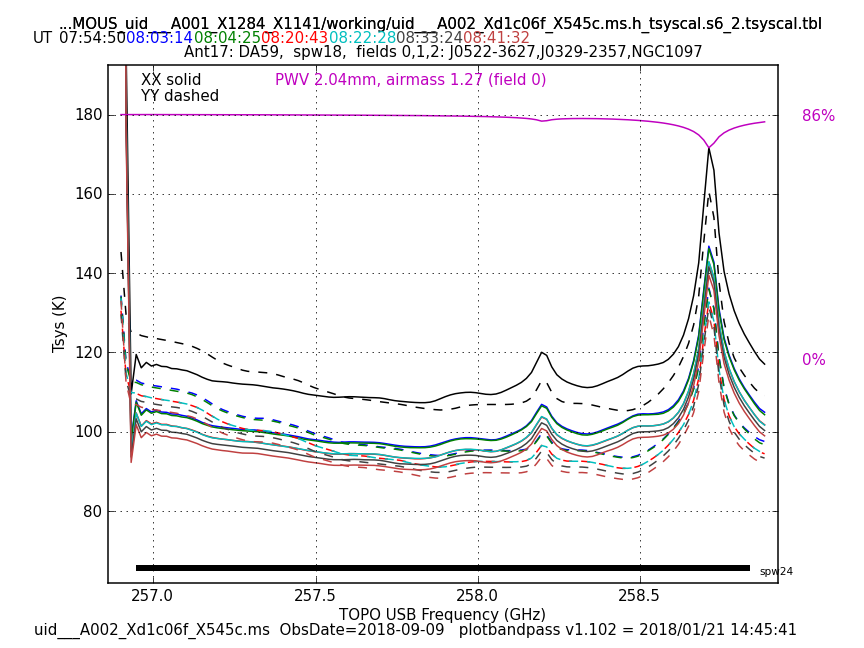 ...MOUS_uid___A001_X1284_X1141/working/uid___A002_Xd1c06f_X545c.ms.h_tsyscal.s6_2.tsyscal.tbl
UT 07:54:50 08:03:14 08:04:25 08:20:43 08:22:28 08:33:24 08:41:32
Ant17: DA59, spw18, fields 0,1,2: J0522-3627,J0329-2357,NGC1097
XX solid
PWV 2.04mm, airmass 1.27 (field 0)
YY dashed
180
86%
160
140
Tsys (K)
120
0%
100
80
spw24
257.0 257.5 258.0 258.5
TOPO USB Frequency (GHz)
uid___A002_Xd1c06f_X545c.ms ObsDate=2018-09-09 plotbandpass v1.102 = 2018/01/21 14:45:41